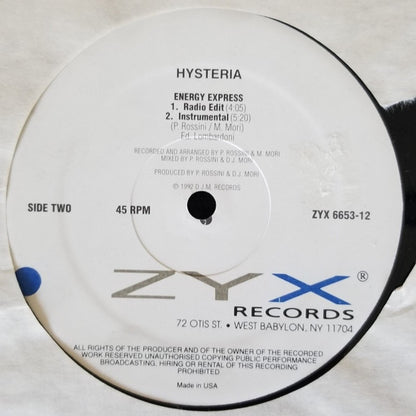 HYSTERIA
ENERGY EXPRESS
1. Radio Edit (4:05)
2. Instrumental (5:20)
(P. Rossini / M. Mori)
Ed. Lombardoni
RECORDED AND ARRANGED BY P. ROSSINI & M. MORI
MIXED BY P. ROSSINI & D.J. MORI
PRODUCED BY P. ROSSINI & D.J. MORI
℗ © 1992 D.J.M. RECORDS
SIDE TWO 45 RPM ZYX 6653-12
ZYX ®
RECORDS
72 OTIS ST. • WEST BABYLON, NY 11704
ALL RIGHTS OF THE PRODUCER AND OF THE OWNER OF THE RECORDED
WORK RESERVED UNAUTHORISED COPYING PUBLIC PERFORMANCE
BROADCASTING, HIRING OR RENTAL OF THIS RECORDING
PROHIBITED
Made in USA